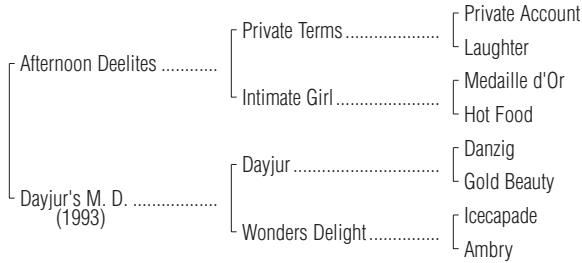 Private Account
Private Terms ...................
Laughter
Afternoon Deelites ............
Medaille d'Or
Intimate Girl .....................
Hot Food
Danzig
Dayjur .............................
Gold Beauty
Dayjur's M. D. ..................
(1993)
Icecapade
Wonders Delight ...............
Ambry